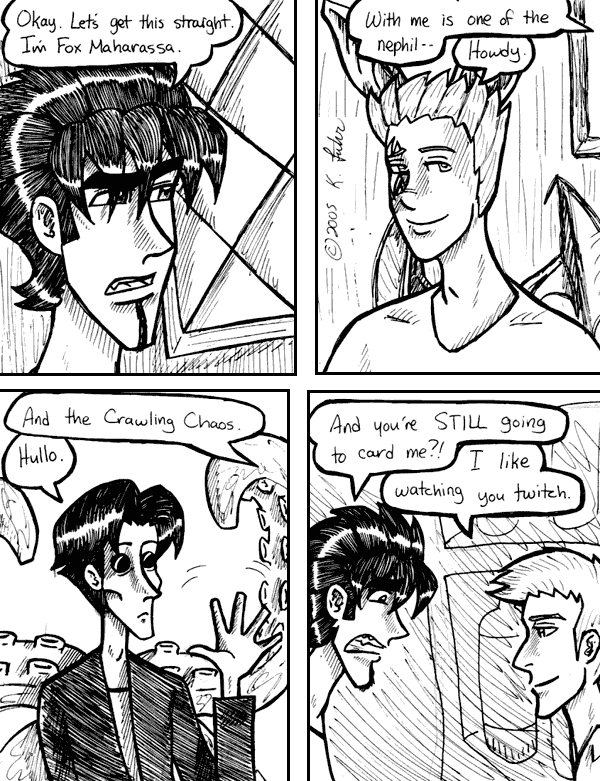 Okay. Let's get this straight.
I'm Fox Maharassa.
With me is one of the
nephil--
Howdy.
©2005 K.
And the Crawling Chaos.
Hullo.
And you're STILL going
to card me?!
I like
watching you twitch.